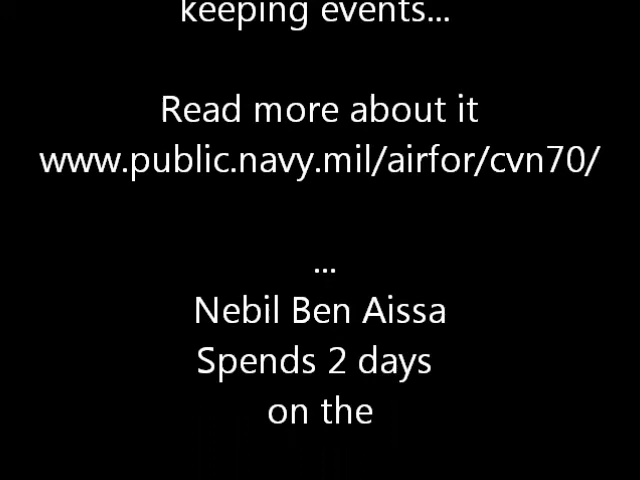 keeping events...
Read more about it
www.public.navy.mil/airfor/cvn70/
...
Nebil Ben Aissa
Spends 2 days
on the